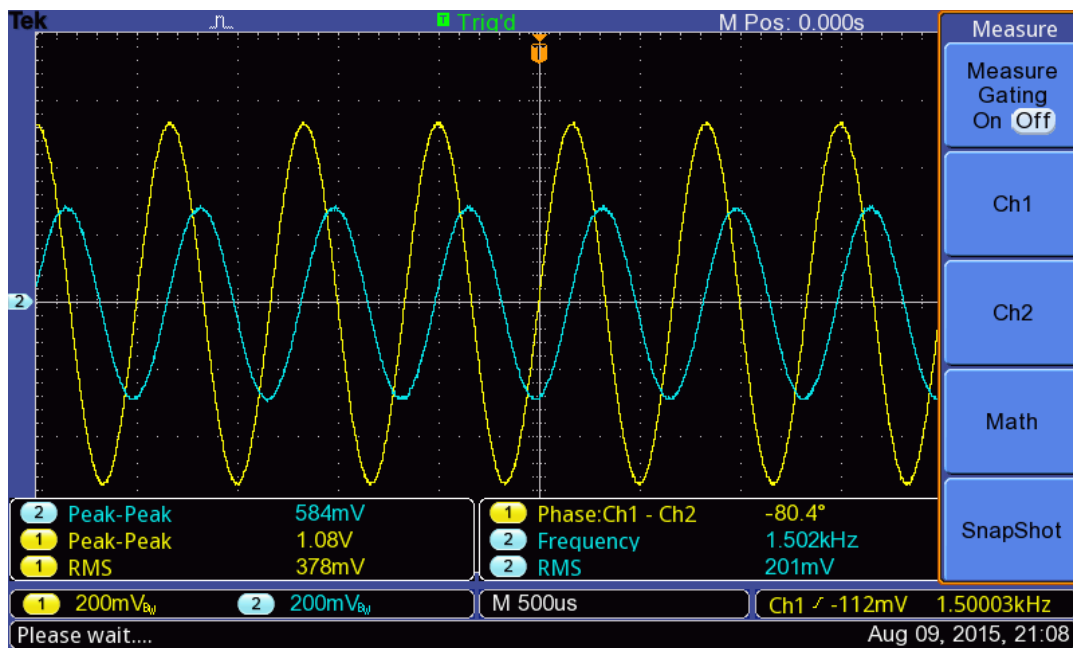 Tek Trig'd M Pos: 0.000s
T
T
2
Measure
Measure
Gating
On Off
Ch1
Ch2
Math
SnapShot
2 Peak-Peak 584mV
1 Peak-Peak 1.08V
1 RMS 378mV
1 Phase:Ch1 - Ch2 -80.4°
2 Frequency 1.502kHz
2 RMS 201mV
1 200mVBW 2 200mVBW M 500us Ch1 -112mV 1.50003kHz
Please wait.... Aug 09, 2015, 21:08